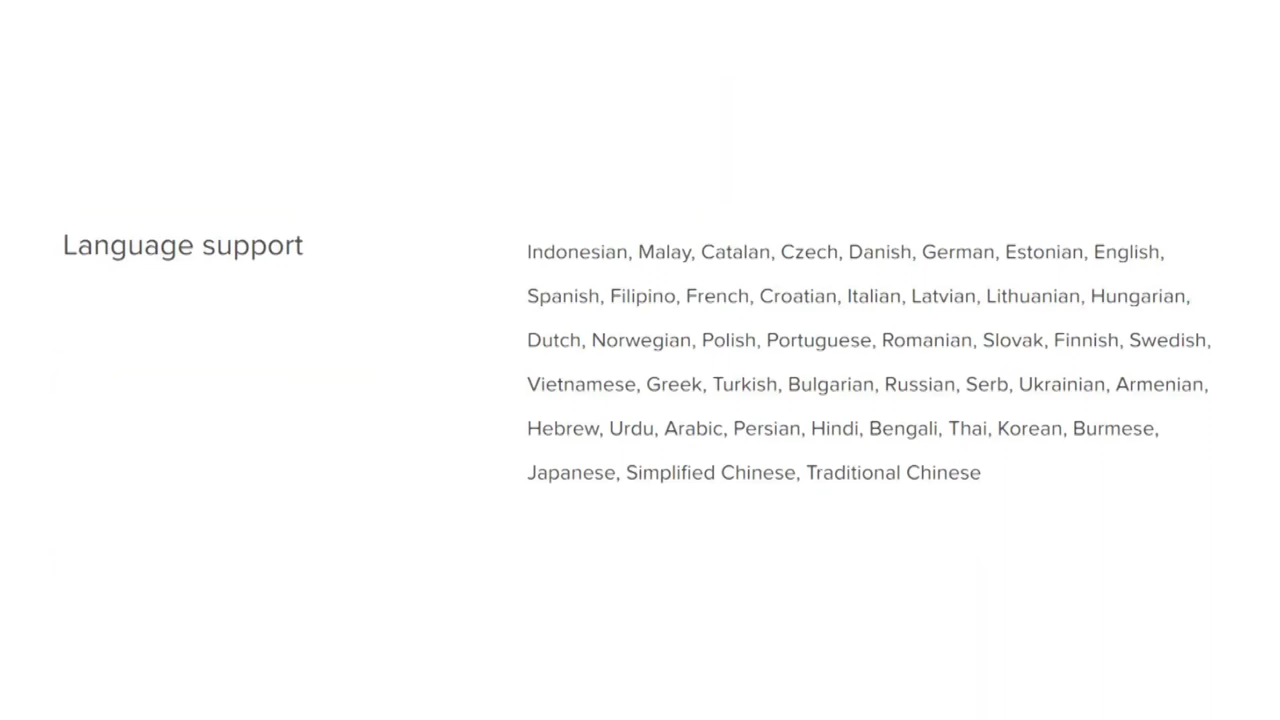 Language support
Indonesian, Malay, Catalan, Czech, Danish, German, Estonian, English,
Spanish, Filipino, French, Croatian, Italian, Latvian, Lithuanian, Hungarian,
Dutch, Norwegian, Polish, Portuguese, Romanian, Slovak, Finnish, Swedish,
Vietnamese, Greek, Turkish, Bulgarian, Russian, Serb, Ukrainian, Armenian,
Hebrew, Urdu, Arabic, Persian, Hindi, Bengali, Thai, Korean, Burmese,
Japanese, Simplified Chinese, Traditional Chinese